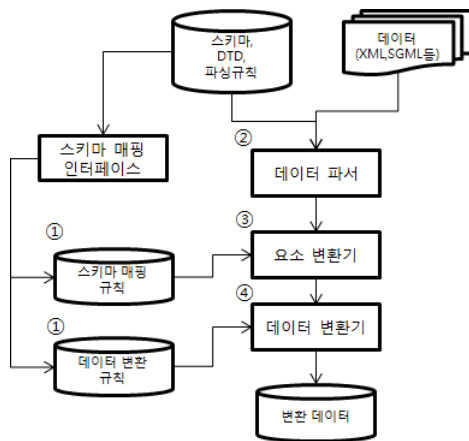 스키마,
DTD,
파싱규칙
데이터
(XML,SGML등)
스키마 매핑
인터페이스
②
데이터 파서
①
스키마 매핑
규칙
③
요소 변환기
①
데이터 변환
규칙
④
데이터 변환기
변환 데이터